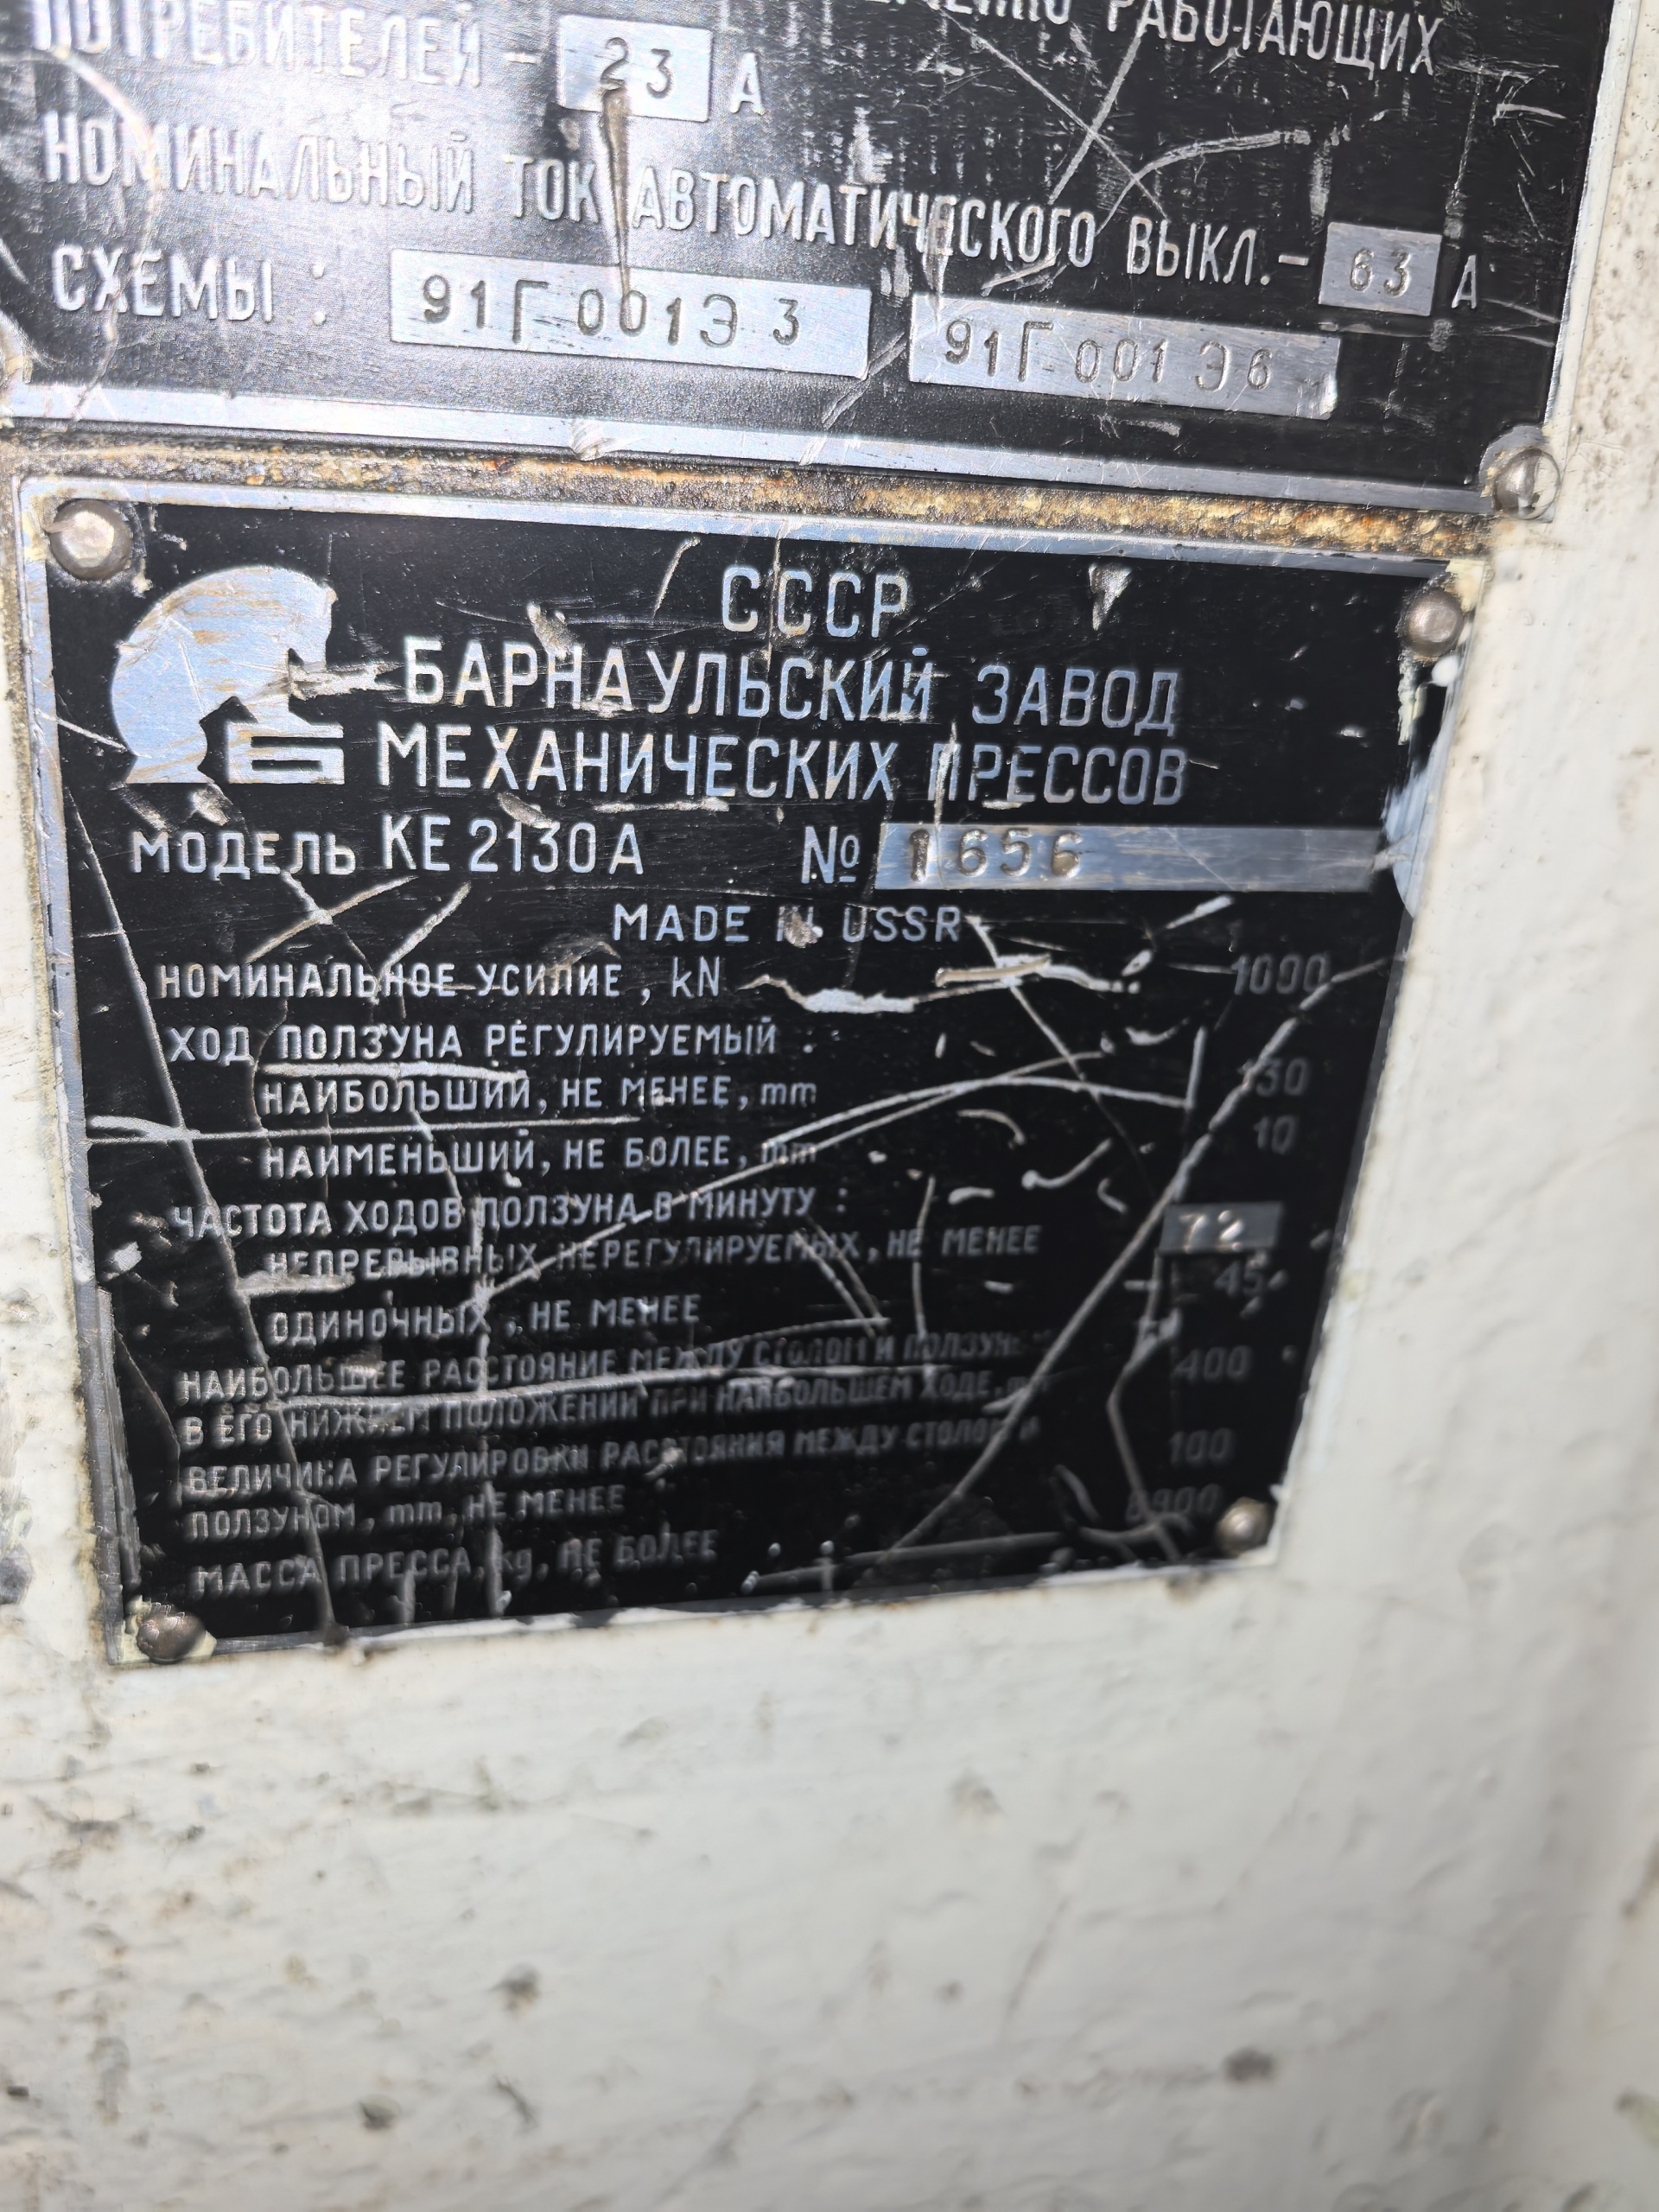 РАБОТАЮЩИХ
ПОТРЕБИТЕЛЕЙ - 23 А
НОМИНАЛЬНЫЙ ТОК АВТОМАТИЧЕСКОГО ВЫКЛ. - 63 А
СХЕМЫ : 91Г 001Э 3 91Г 001 Э6
СССР
БАРНАУЛЬСКИЙ ЗАВОД
МЕХАНИЧЕСКИХ ПРЕССОВ
Б
МОДЕЛЬ КЕ 2130 А № 1656
MADE IN USSR
НОМИНАЛЬНОЕ УСИЛИЕ, kN 1000
ХОД ПОЛЗУНА РЕГУЛИРУЕМЫЙ :
НАИБОЛЬШИЙ, НЕ МЕНЕЕ, mm 130
НАИМЕНЬШИЙ, НЕ БОЛЕЕ, mm 10
ЧАСТОТА ХОДОВ ПОЛЗУНА В МИНУТУ :
НЕПРЕРЫВНЫХ НЕРЕГУЛИРУЕМЫХ, НЕ МЕНЕЕ 72
ОДИНОЧНЫХ, НЕ МЕНЕЕ 45
НАИБОЛЬШЕЕ РАССТОЯНИЕ МЕЖДУ СТОЛОМ И ПОЛЗУНОМ
В ЕГО НИЖНЕМ ПОЛОЖЕНИИ ПРИ НАИБОЛЬШЕМ ХОДЕ, mm 400
ВЕЛИЧИНА РЕГУЛИРОВКИ РАССТОЯНИЯ МЕЖДУ СТОЛОМ И
ПОЛЗУНОМ, mm, НЕ МЕНЕЕ 100
МАССА ПРЕССА, kg, НЕ БОЛЕЕ